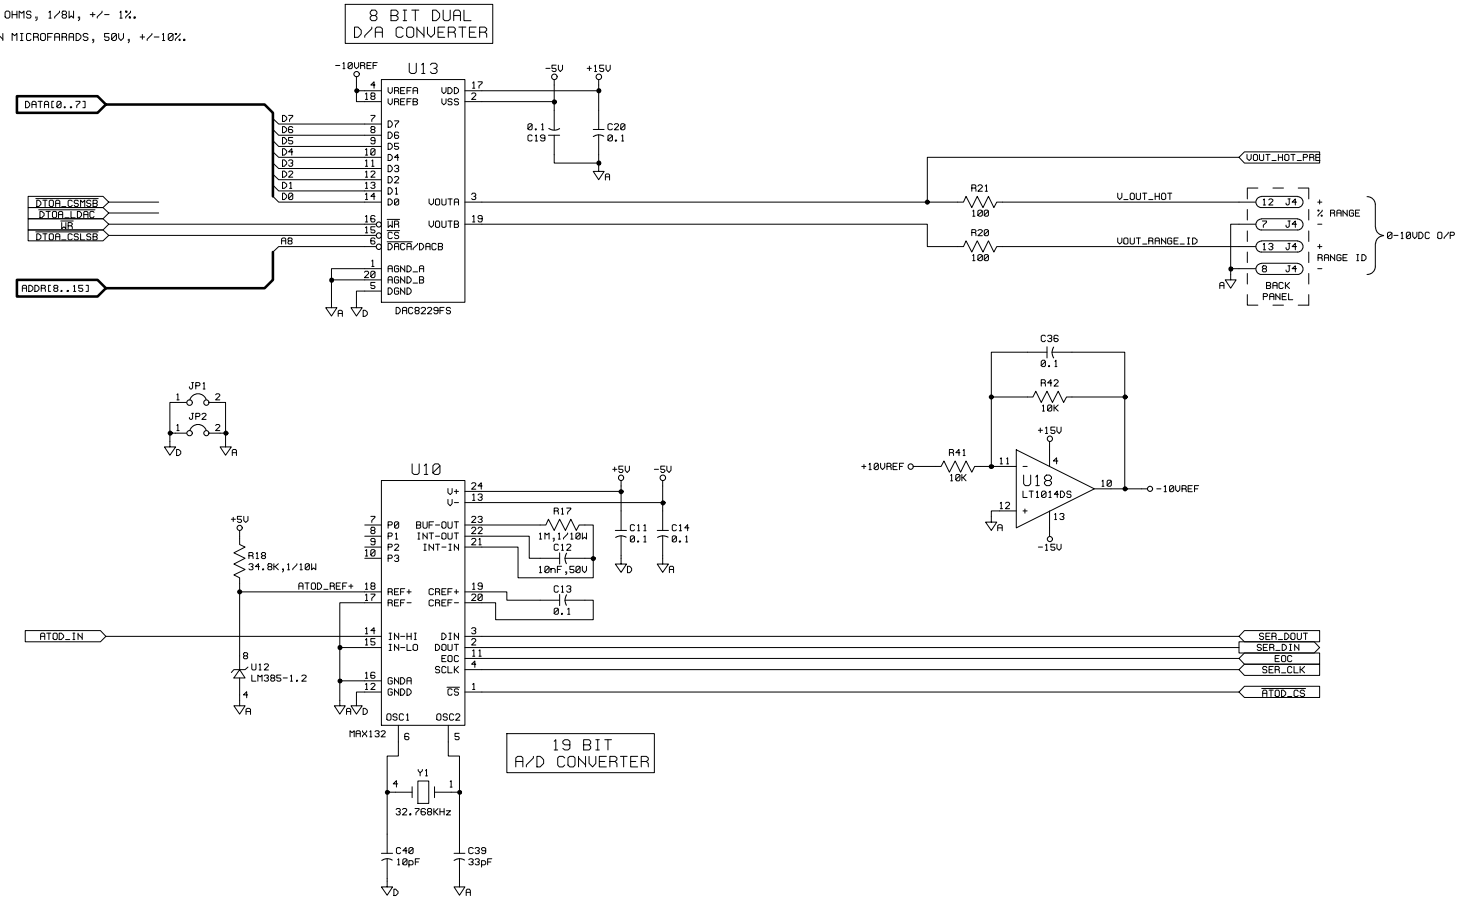 OHMS, 1/8W, +/- 1%.
N MICROFARADS, 50V, +/-10%.
8 BIT DUAL
D/A CONVERTER
-10VREF
U13
-5V
+15V
4 VREFA VDD 17
18 VREFB VSS 2
DATA[0..7]
D7 7 D7
D6 8 D6
D5 9 D5
D4 10 D4
D3 11 D3
D2 12 D2
D1 13 D1
D0 14 D0
0.1
C19
C20
0.1
A
VOUT_HOT_PRE
DTOA_CSMSB
DTOA_LDAC
WR
DTOA_CSLSB
VOUTA 3
VOUTB 19
16 WR
15 CS
A8 6 DACA/DACB
1 AGND_A
20 AGND_B
5 DGND
ADDR[8..15]
A D
DAC8229FS
R21
100
V_OUT_HOT
R20
100
VOUT_RANGE_ID
12 J4 +
% RANGE
7 J4 -
13 J4 +
RANGE ID
8 J4 -
0-10VDC O/P
A
BACK
PANEL
C36
0.1
R42
10K
+15V
4
+10VREF
R41
10K
11 -
U18
LT1014DS
10
-10VREF
12 +
A
13
-15V
JP1
1 2
JP2
1 2
D A
U10
+5V
-5V
V+ 24
V- 13
7 P0 BUF-OUT 23
8 P1 INT-OUT 22
9 P2 INT-IN 21
10 P3
R17
1M,1/10W
C12
10nF,50V
C11
0.1
C14
0.1
D A
+5V
R18
34.8K,1/10W
ATOD_REF+ 18 REF+ CREF+ 19
17 REF- CREF- 20
C13
0.1
ATOD_IN
14 IN-HI DIN 3
15 IN-LO DOUT 2
EOC 11
SCLK 4
16 GNDA
12 GNDD CS 1
SER_DOUT
SER_DIN
EOC
SER_CLK
ATOD_CS
8
U12
LM385-1.2
4
A
A D
OSC1 OSC2
MAX132 6 5
19 BIT
A/D CONVERTER
Y1
4 1
32.768KHz
C40
10pF
C39
33pF
D A